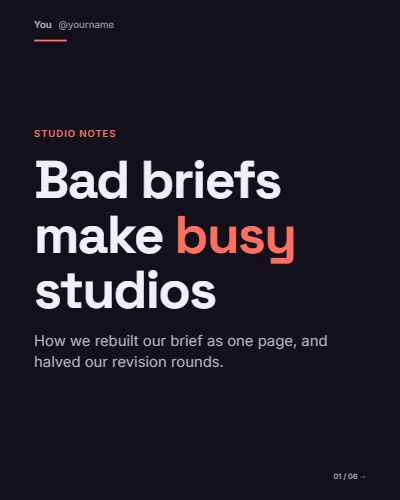 You @yourname
STUDIO NOTES
Bad briefs
make busy
studios
How we rebuilt our brief as one page, and
halved our revision rounds.
01 / 06 →